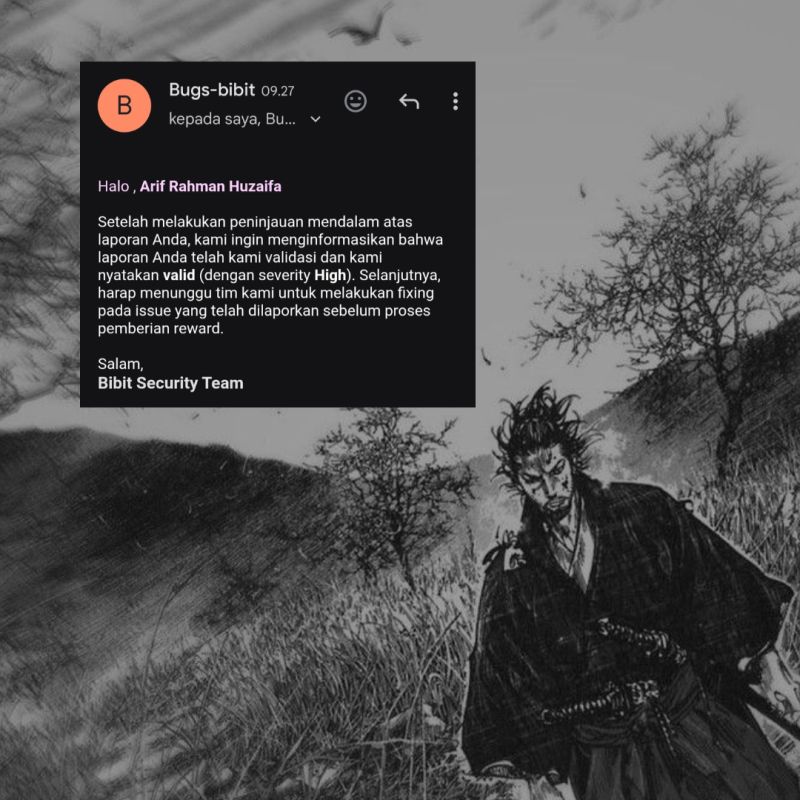 B
Bugs-bibit 09.27
kepada saya, Bu...
Halo , Arif Rahman Huzaifa
Setelah melakukan peninjauan mendalam atas
laporan Anda, kami ingin menginformasikan bahwa
laporan Anda telah kami validasi dan kami
nyatakan valid (dengan severity High). Selanjutnya,
harap menunggu tim kami untuk melakukan fixing
pada issue yang telah dilaporkan sebelum proses
pemberian reward.
Salam,
Bibit Security Team